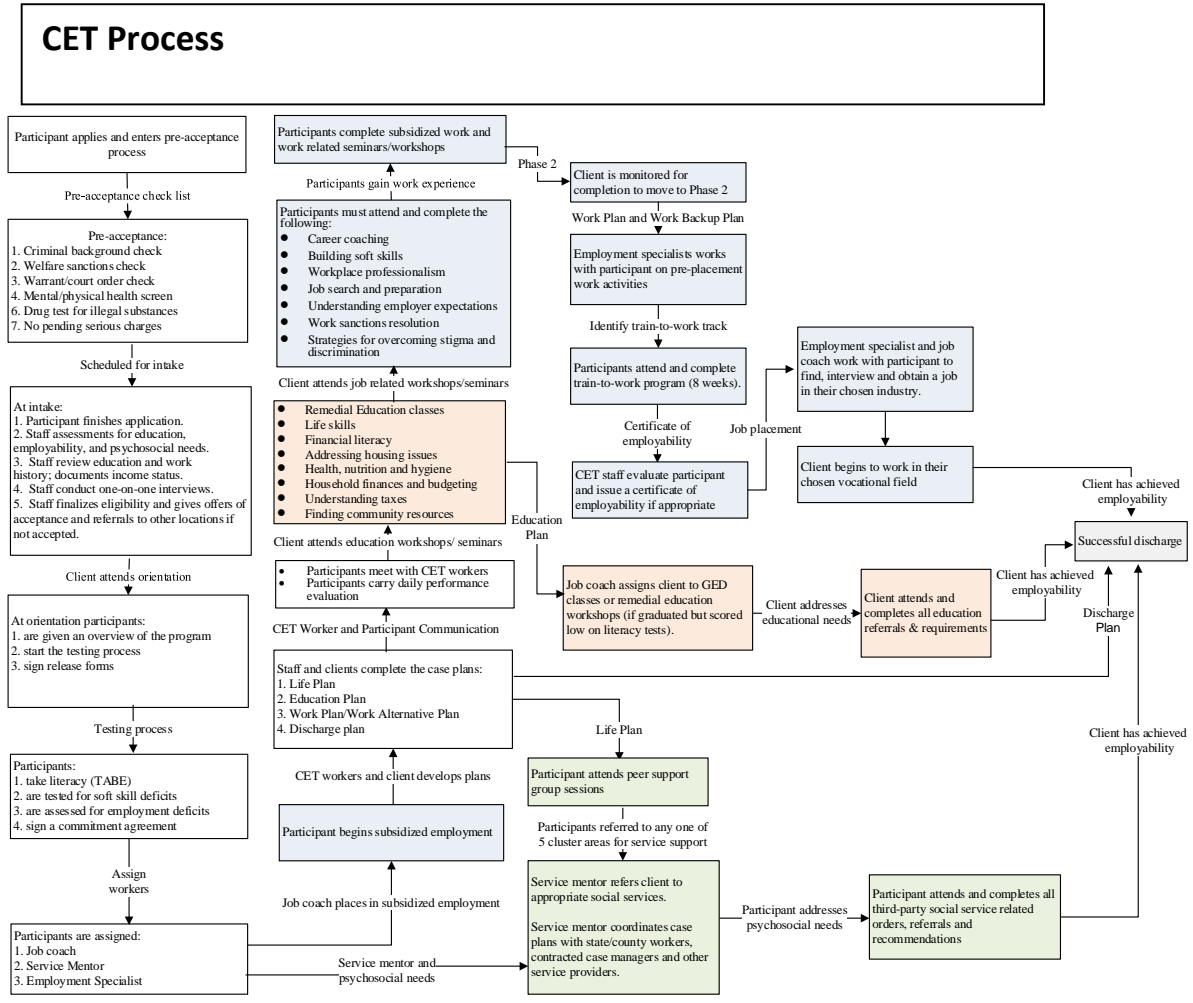 CET Process
Participant applies and enters pre-acceptance
process
Pre-acceptance check list
Pre-acceptance:
1. Criminal background check
2. Welfare sanctions check
3. Warrant/court order check
4. Mental/physical health screen
6. Drug test for illegal substances
7. No pending serious charges
Scheduled for intake
At intake:
1. Participant finishes application.
2. Staff assessments for education,
employability, and psychosocial needs.
3. Staff review education and work
history; documents income status.
4. Staff conduct one-on-one interviews.
5. Staff finalizes eligibility and gives offers of
acceptance and referrals to other locations if
not accepted.
Client attends orientation
At orientation participants:
1. are given an overview of the program
2. start the testing process
3. sign release forms
Testing process
Participants:
1. take literacy (TABE)
2. are tested for soft skill deficits
3. are assessed for employment deficits
4. sign a commitment agreement
Assign
workers
Participants are assigned:
1. Job coach
2. Service Mentor
3. Employment Specialist
Participants complete subsidized work and
work related seminars/workshops
Participants gain work experience
Participants must attend and complete the
following:
● Career coaching
● Building soft skills
● Workplace professionalism
● Job search and preparation
● Understanding employer expectations
● Work sanctions resolution
● Strategies for overcoming stigma and
discrimination
Client attends job related workshops/seminars
● Remedial Education classes
● Life skills
● Financial literacy
● Addressing housing issues
● Health, nutrition and hygiene
● Household finances and budgeting
● Understanding taxes
● Finding community resources
Client attends education workshops/ seminars
• Participants meet with CET workers
• Participants carry daily performance
evaluation
CET Worker and Participant Communication
Staff and clients complete the case plans:
1. Life Plan
2. Education Plan
3. Work Plan/Work Alternative Plan
4. Discharge plan
CET workers and client develops plans
Participant begins subsidized employment
Job coach places in subsidized employment
Service mentor and
psychosocial needs
Phase 2
Client is monitored for
completion to move to Phase 2
Work Plan and Work Backup Plan
Employment specialists works
with participant on pre-placement
work activities
Identify train-to-work track
Participants attend and complete
train-to-work program (8 weeks).
Certificate of
employability
CET staff evaluate participant
and issue a certificate of
employability if appropriate
Job placement
Employment specialist and job
coach work with participant to
find, interview and obtain a job
in their chosen industry.
Client begins to work in their
chosen vocational field
Client has achieved
employability
Successful discharge
Education
Plan
Job coach assigns client to GED
classes or remedial education
workshops (if graduated but scored
low on literacy tests).
Client addresses
educational needs
Client attends and
completes all education
referrals & requirements
Client has achieved
employability
Discharge
Plan
Life Plan
Participant attends peer support
group sessions
Participants referred to any one of
5 cluster areas for service support
Service mentor refers client to
appropriate social services.
Service mentor coordinates case
plans with state/county workers,
contracted case managers and other
service providers.
Participant addresses
psychosocial needs
Participant attends and completes all
third-party social service related
orders, referrals and
recommendations
Client has achieved
employability